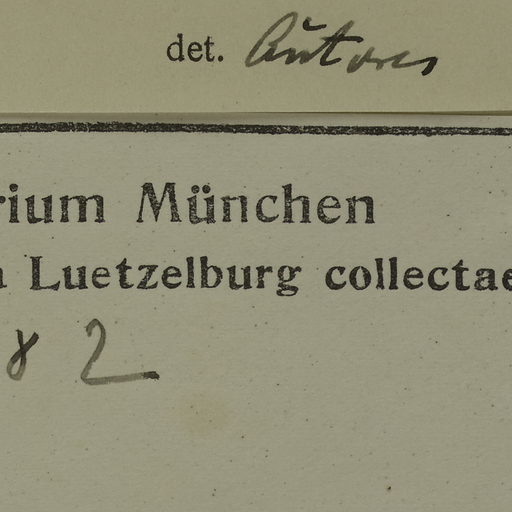 det. Autores
rium München
a Luetzelburg collectae
82